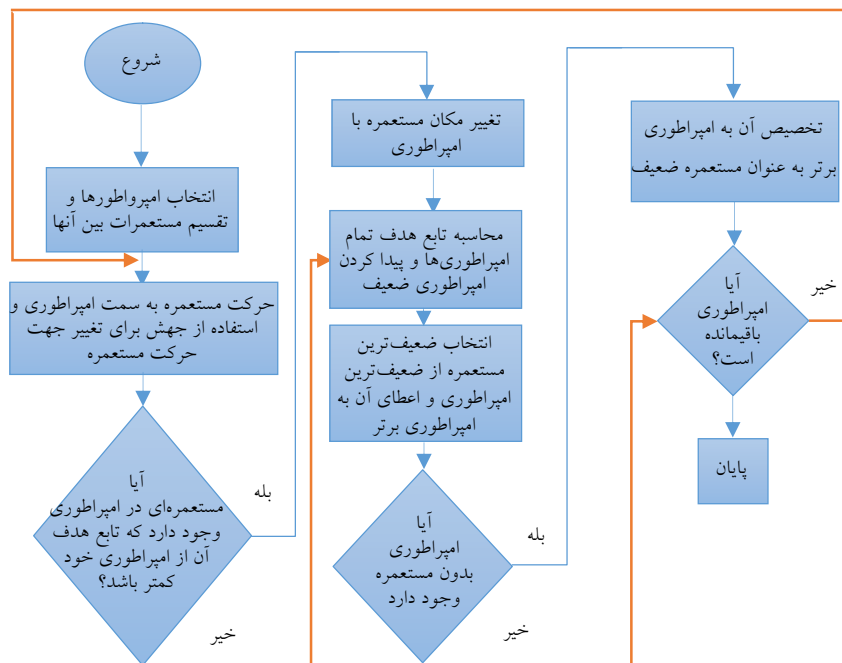 شروع
انتخاب امپرواطورها و
تقسیم مستعمرات بین آنها
حرکت مستعمره به سمت امپراطوری و
استفاده از جهش برای تغییر جهت
حرکت مستعمره
آیا
مستعمره‌ای در امپراطوری
وجود دارد که تابع هدف
آن از امپراطوری خود
کمتر باشد؟
بله
خیر
تغییر مکان مستعمره با
امپراطوری
محاسبه تابع هدف تمام
امپراطوری‌ها و پیدا کردن
امپراطوری ضعیف
انتخاب ضعیف‌ترین
مستعمره از ضعیف‌ترین
امپراطوری و اعطای آن به
امپراطوری برتر
آیا
امپراطوری
بدون مستعمره
وجود دارد
بله
خیر
تخصیص آن به امپراطوری
برتر به عنوان مستعمره ضعیف
آیا
امپراطوری
باقیمانده
است؟
خیر
پایان